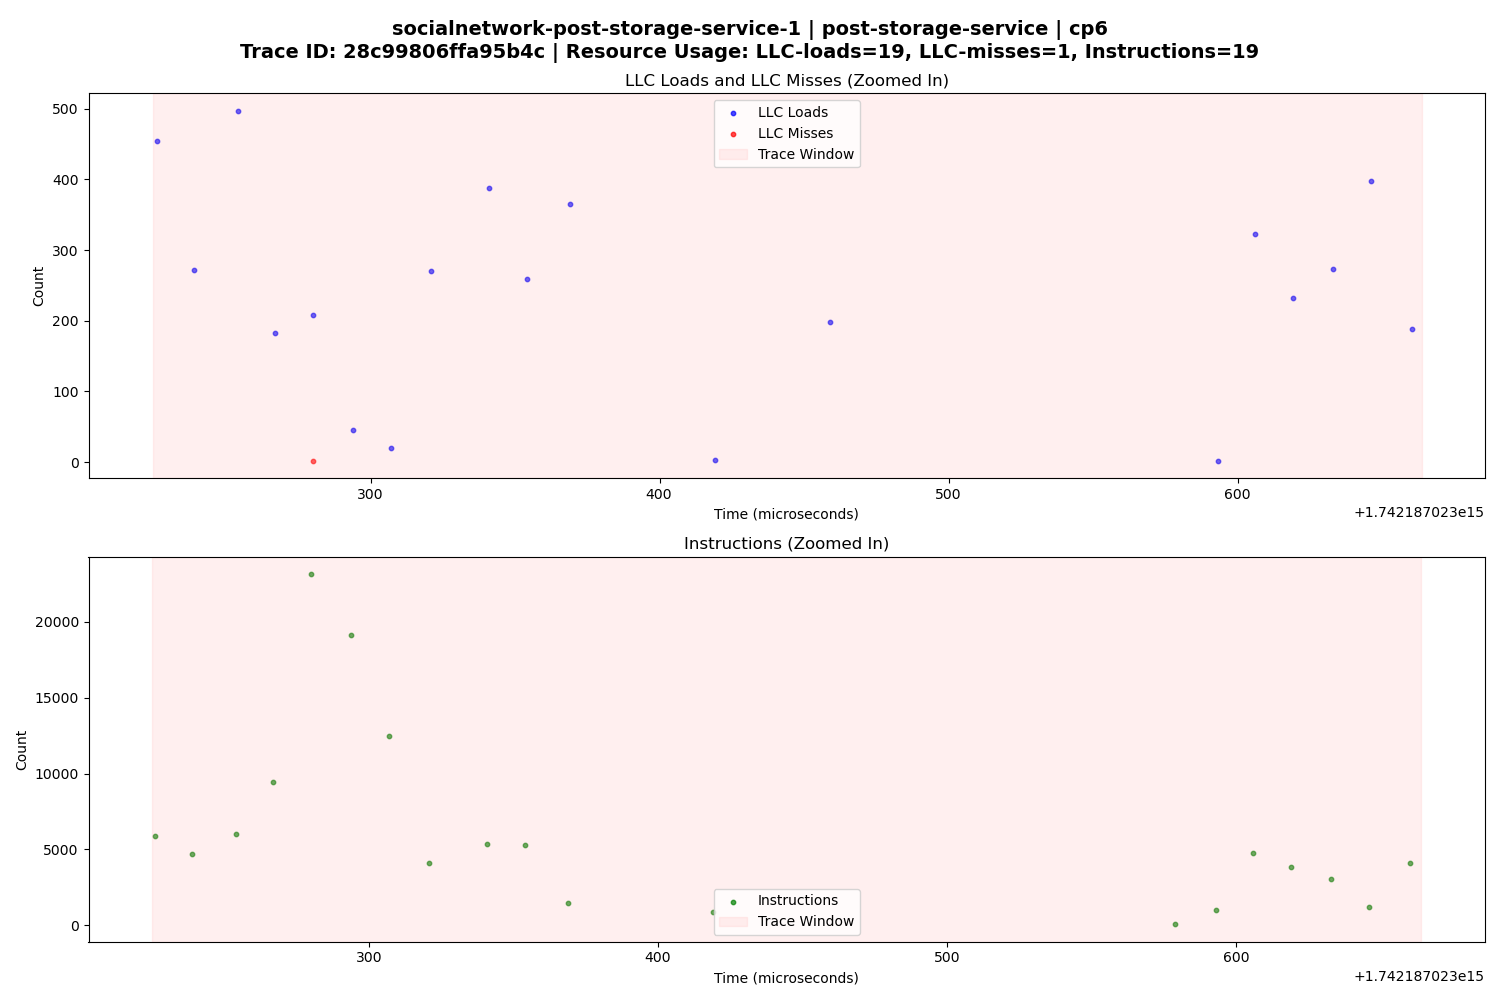 socialnetwork-post-storage-service-1 | post-storage-service | cp6
Trace ID: 28c99806ffa95b4c | Resource Usage: LLC-loads=19, LLC-misses=1, Instructions=19
LLC Loads and LLC Misses (Zoomed In)
LLC Loads
LLC Misses
Trace Window
500
400
300
200
100
0
Count
300
400
500
600
Time (microseconds)
+1.742187023e15
Instructions (Zoomed In)
20000
15000
10000
5000
0
Count
Instructions
Trace Window
300
400
500
600
Time (microseconds)
+1.742187023e15